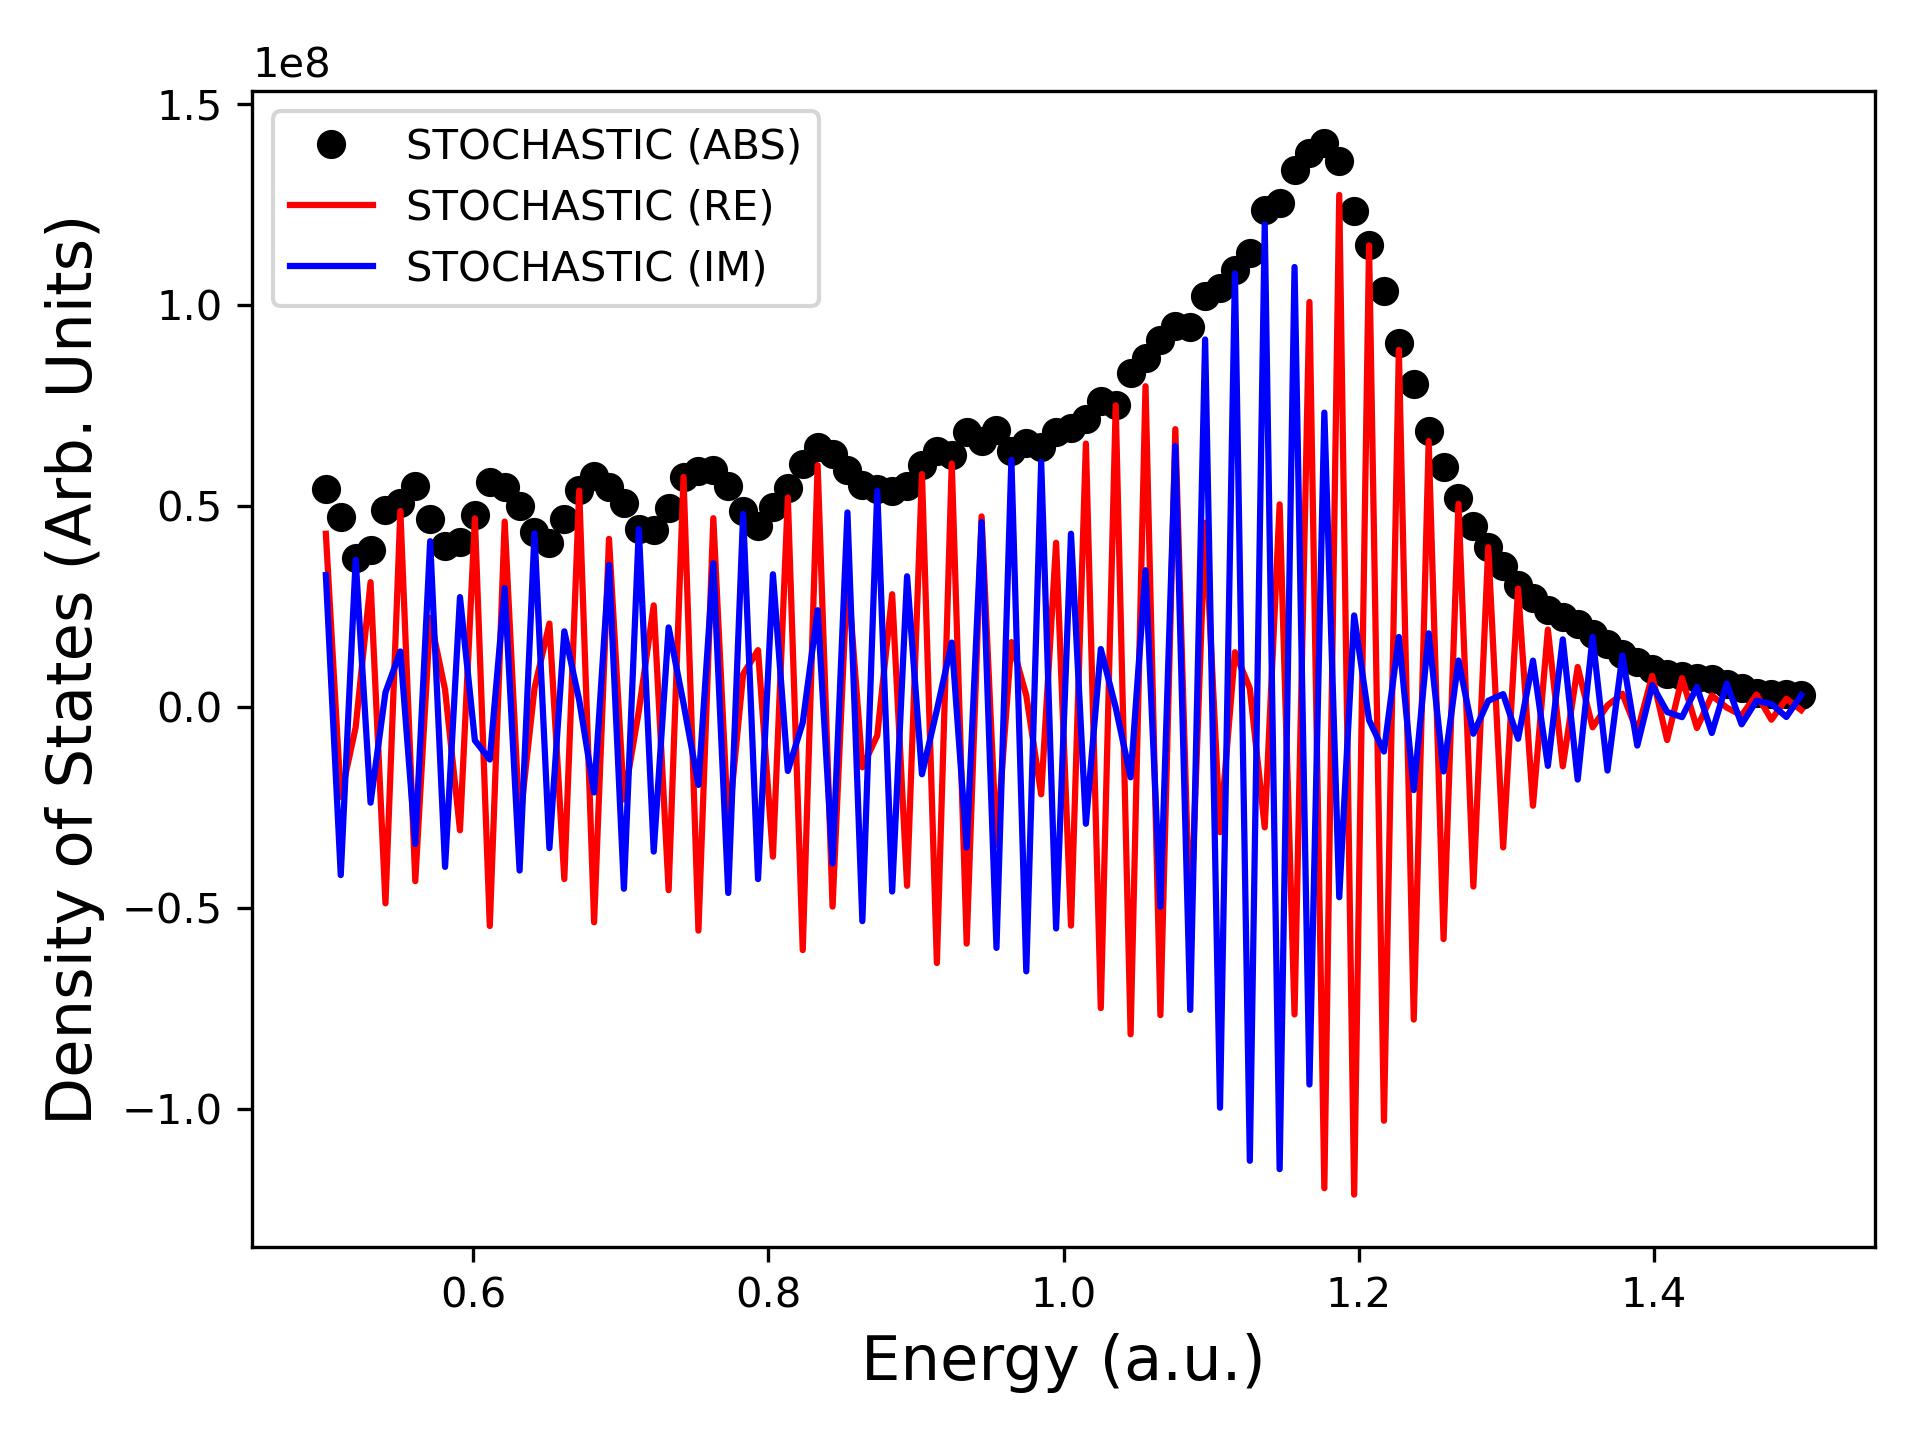 1e8
1.5
1.0
0.5
0.0
−0.5
−1.0
Density of States (Arb. Units)
STOCHASTIC (ABS)
STOCHASTIC (RE)
STOCHASTIC (IM)
0.6 0.8 1.0 1.2 1.4
Energy (a.u.)